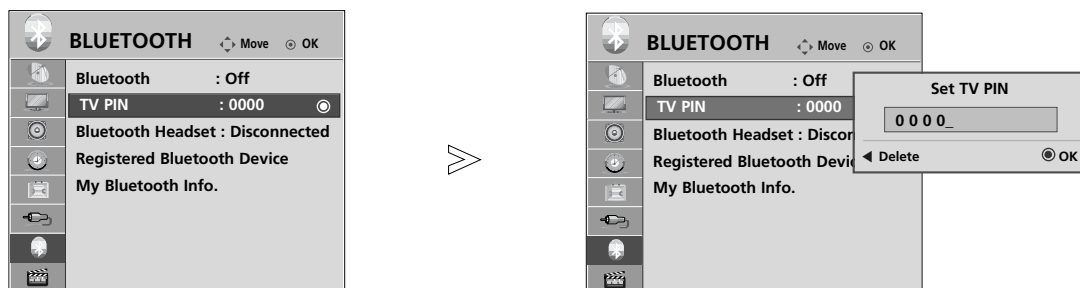 BLUETOOTH Move OK
Bluetooth : Off
TV PIN : 0000
Bluetooth Headset : Disconnected
Registered Bluetooth Device
My Bluetooth Info.
BLUETOOTH Move OK
Bluetooth : Off
TV PIN : 0000
Bluetooth Headset : Discon
Registered Bluetooth Devic
My Bluetooth Info.
Set TV PIN
0 0 0 0_
Delete OK